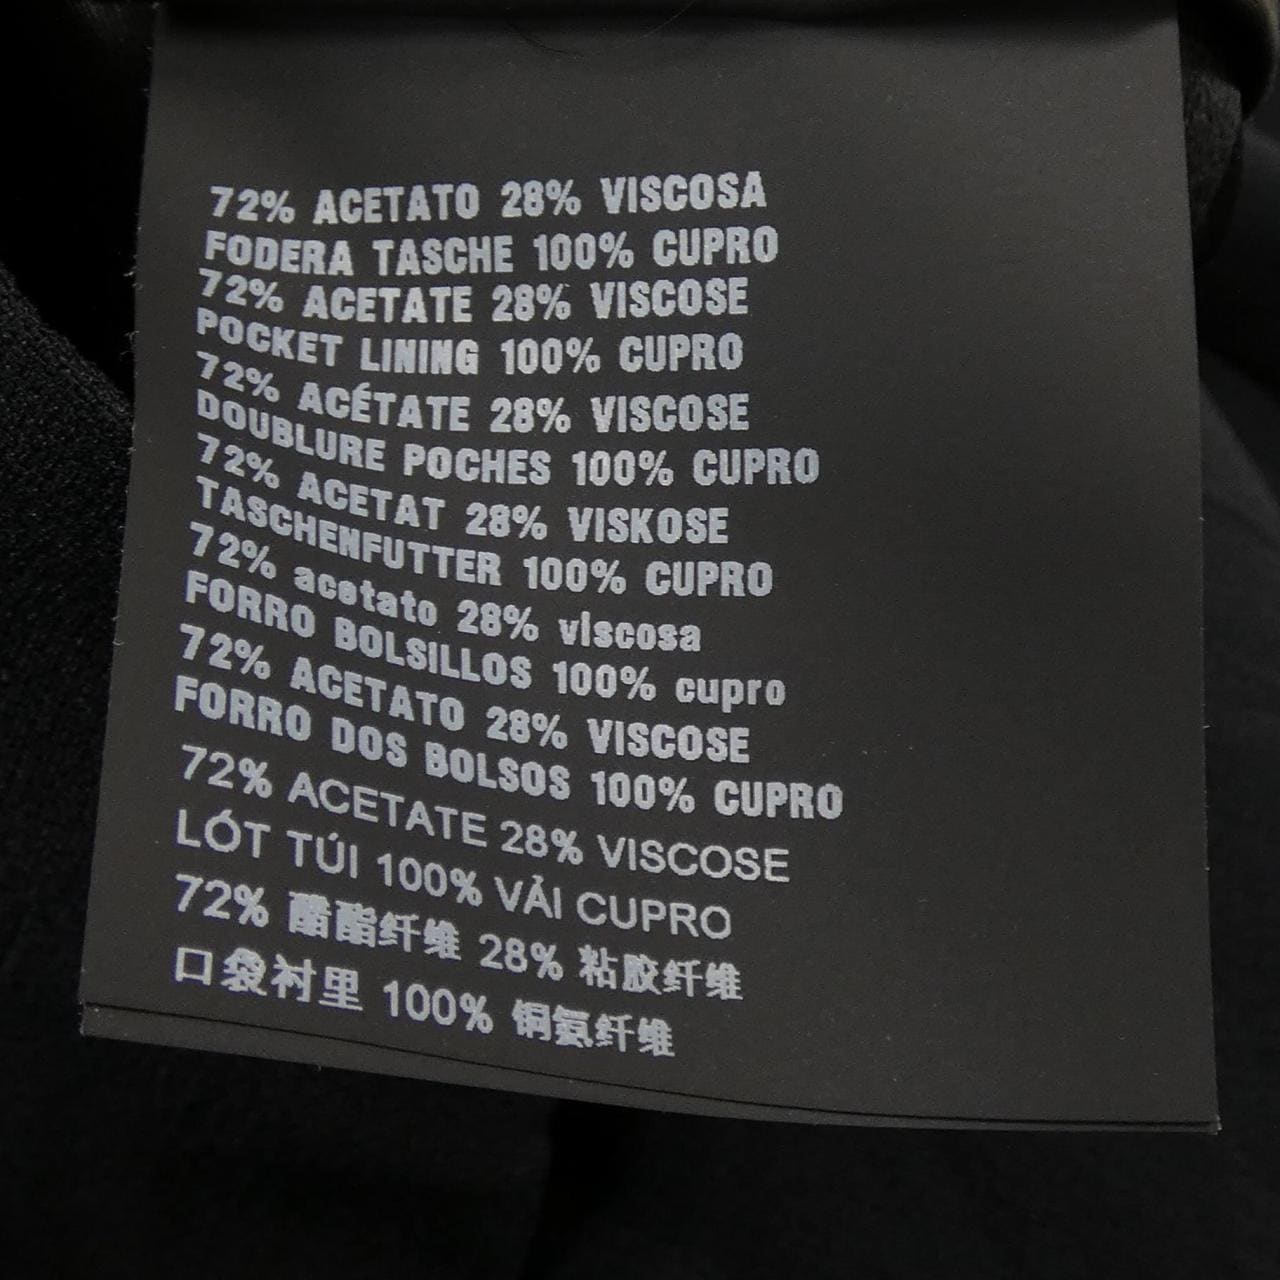 72% ACETATO 28% VISCOSA
FODERA TASCHE 100% CUPRO
72% ACETATE 28% VISCOSE
POCKET LINING 100% CUPRO
72% ACÉTATE 28% VISCOSE
DOUBLURE POCHES 100% CUPRO
72% ACETAT 28% VISKOSE
TASCHENFUTTER 100% CUPRO
72% acetato 28% viscosa
FORRO BOLSILLOS 100% cupro
72% ACETATO 28% VISCOSE
FORRO DOS BOLSOS 100% CUPRO
72% ACETATE 28% VISCOSE
LÓT TÚI 100% VẢI CUPRO
72% 醋酯纤维 28% 粘胶纤维
口袋衬里 100% 铜氨纤维